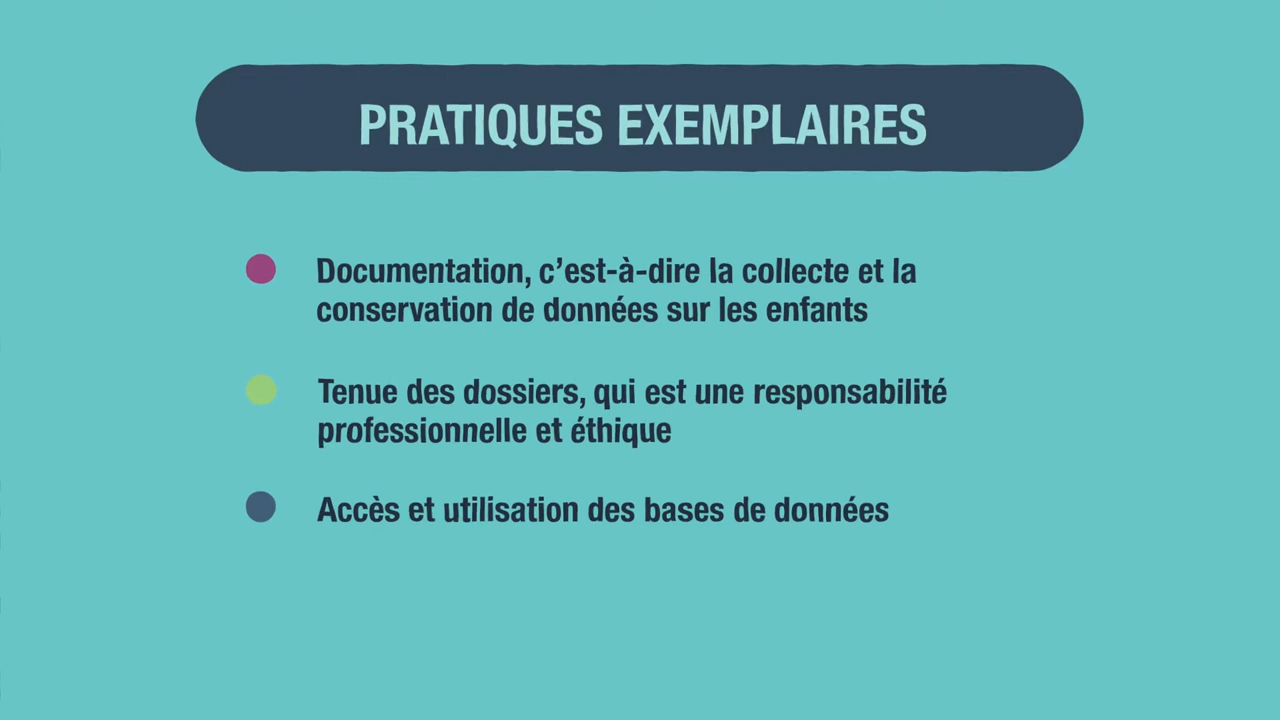 PRATIQUES EXEMPLAIRES
Documentation, c’est-à-dire la collecte et la
conservation de données sur les enfants
Tenue des dossiers, qui est une responsabilité
professionnelle et éthique
Accès et utilisation des bases de données